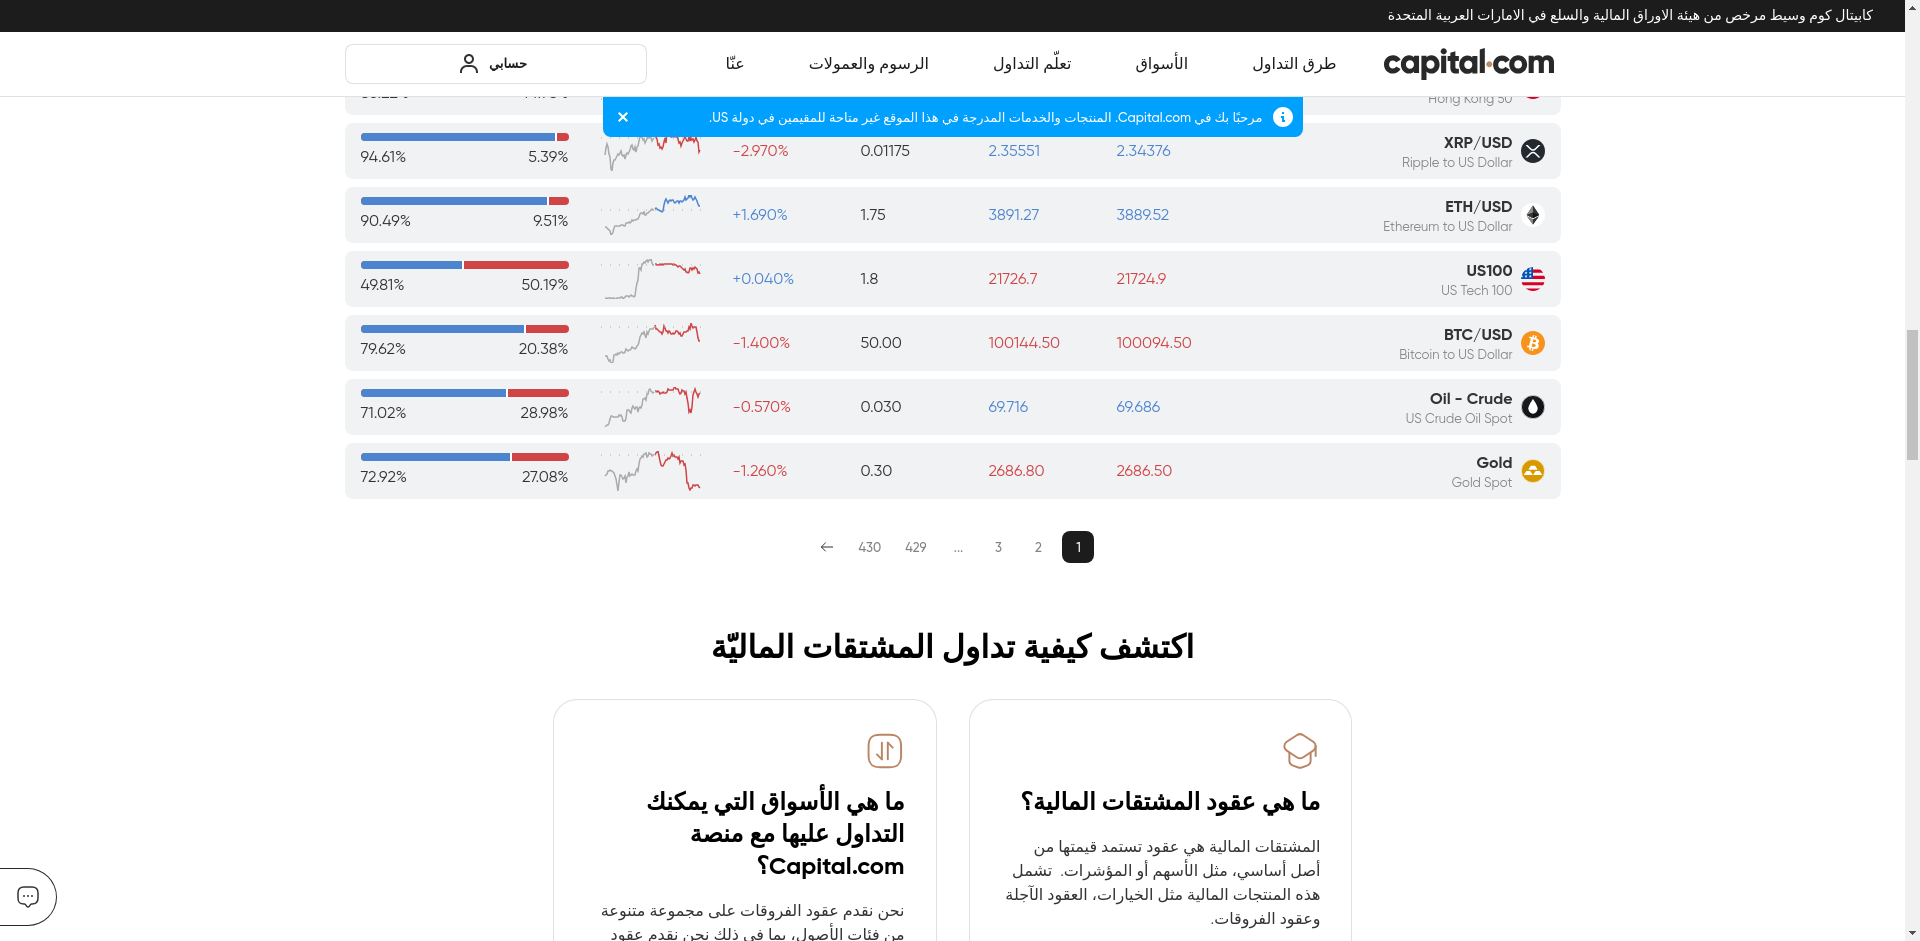 كابيتال كوم وسيط مرخص من هيئة الاوراق المالية والسلع في الامارات العربية المتحدة
capital.com
طرق التداول
الأسواق
تعلّم التداول
الرسوم والعمولات
عنّا
حسابي
مرحبًا بك في Capital.com. المنتجات والخدمات المدرجة في هذا الموقع غير متاحة للمقيمين في دولة US.
Hong Kong 50
XRP/USD
Ripple to US Dollar
2.34376
2.35551
0.01175
-2.970%
5.39%
94.61%
ETH/USD
Ethereum to US Dollar
3889.52
3891.27
1.75
+1.690%
9.51%
90.49%
US100
US Tech 100
21724.9
21726.7
1.8
+0.040%
50.19%
49.81%
BTC/USD
Bitcoin to US Dollar
100094.50
100144.50
50.00
-1.400%
20.38%
79.62%
Oil - Crude
US Crude Oil Spot
69.686
69.716
0.030
-0.570%
28.98%
71.02%
Gold
Gold Spot
2686.50
2686.80
0.30
-1.260%
27.08%
72.92%
1
2
3
...
429
430
اكتشف كيفية تداول المشتقات الماليّة
ما هي عقود المشتقات المالية؟
المشتقات المالية هي عقود تستمد قيمتها من
أصل أساسي، مثل الأسهم أو المؤشرات. تشمل
هذه المنتجات المالية مثل الخيارات، العقود الآجلة
وعقود الفروقات.
ما هي الأسواق التي يمكنك
التداول عليها مع منصة
Capital.com؟
نحن نقدم عقود الفروقات على مجموعة متنوعة
من فئات الأصول، بما في ذلك نحن نقدم عقود